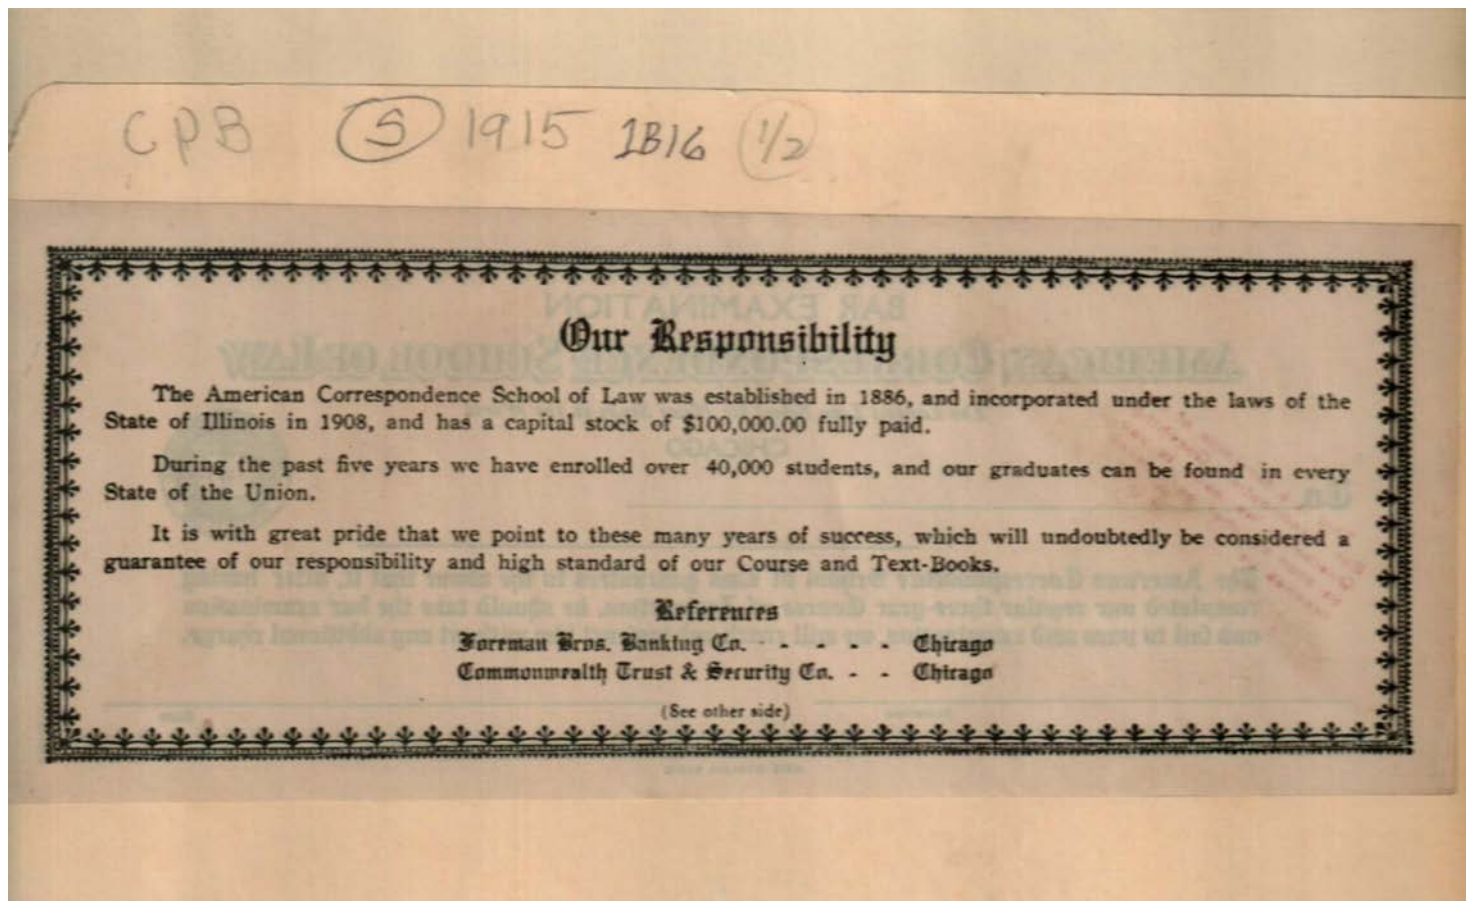 CPB (S) 1915 1B16 (1/2)
Our Responsibility
The American Correspondence School of Law was established in 1886, and incorporated under the laws of the
State of Illinois in 1908, and has a capital stock of $100,000.00 fully paid.
During the past five years we have enrolled over 40,000 students, and our graduates can be found in every
State of the Union.
It is with great pride that we point to these many years of success, which will undoubtedly be considered a
guarantee of our responsibility and high standard of our Course and Text-Books.
References
Foreman Bros. Banking Co. - - - - - Chicago
Commonwealth Trust & Security Co. - - Chicago
(See other side)